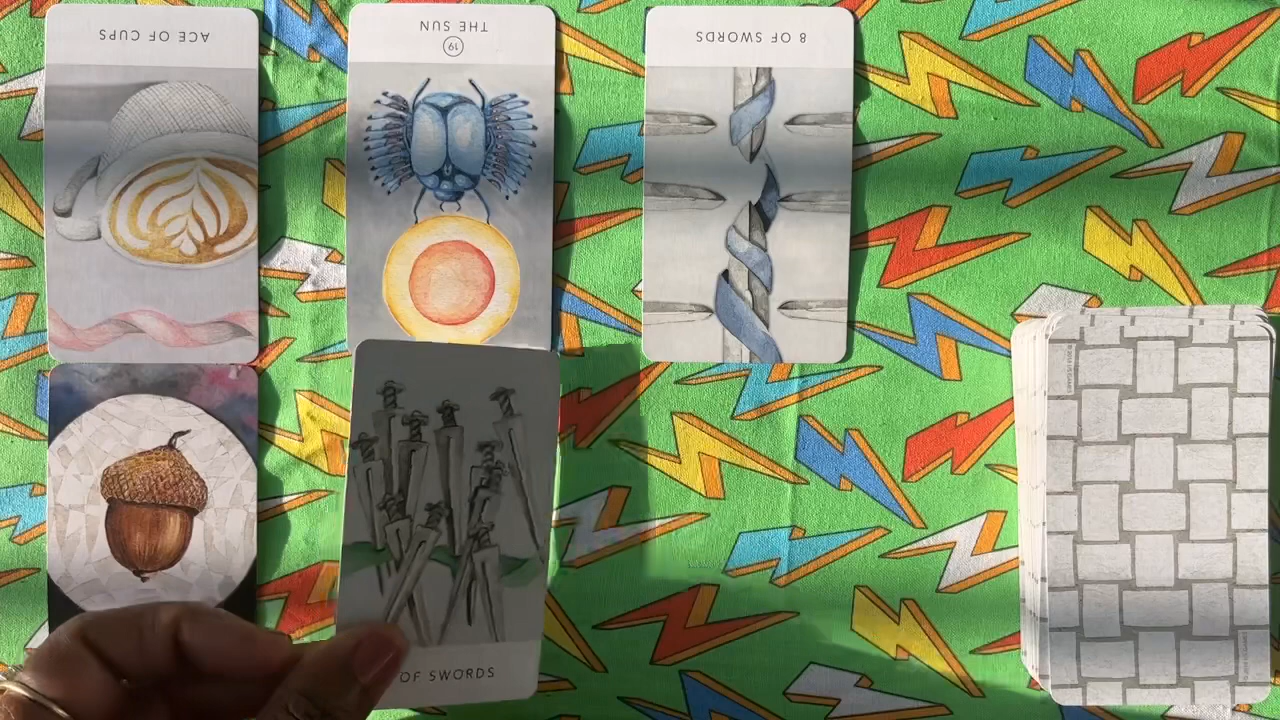 ACE OF CUPS
THE SUN
19
8 OF SWORDS
OF SWORDS